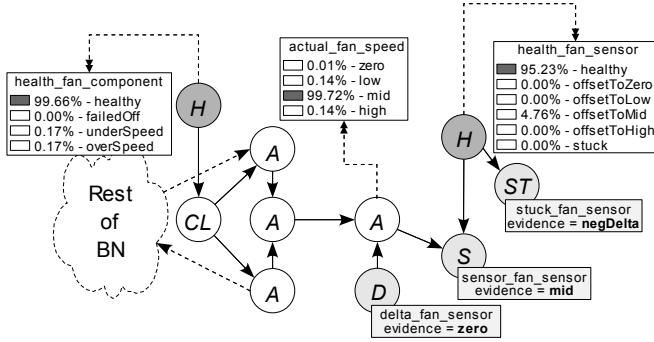 actual_fan_speed
0.01% - zero
0.14% - low
99.72% - mid
0.14% - high
health_fan_sensor
95.23% - healthy
0.00% - offsetToZero
0.00% - offsetToLow
4.76% - offsetToMid
0.00% - offsetToHigh
0.00% - stuck
health_fan_component
99.66% - healthy
0.00% - failedOff
0.17% - underSpeed
0.17% - overSpeed
H
H
A
Rest
of
BN
CL
A
A
A
ST
stuck_fan_sensor
evidence = negDelta
S
sensor_fan_sensor
evidence = mid
D
delta_fan_sensor
evidence = zero